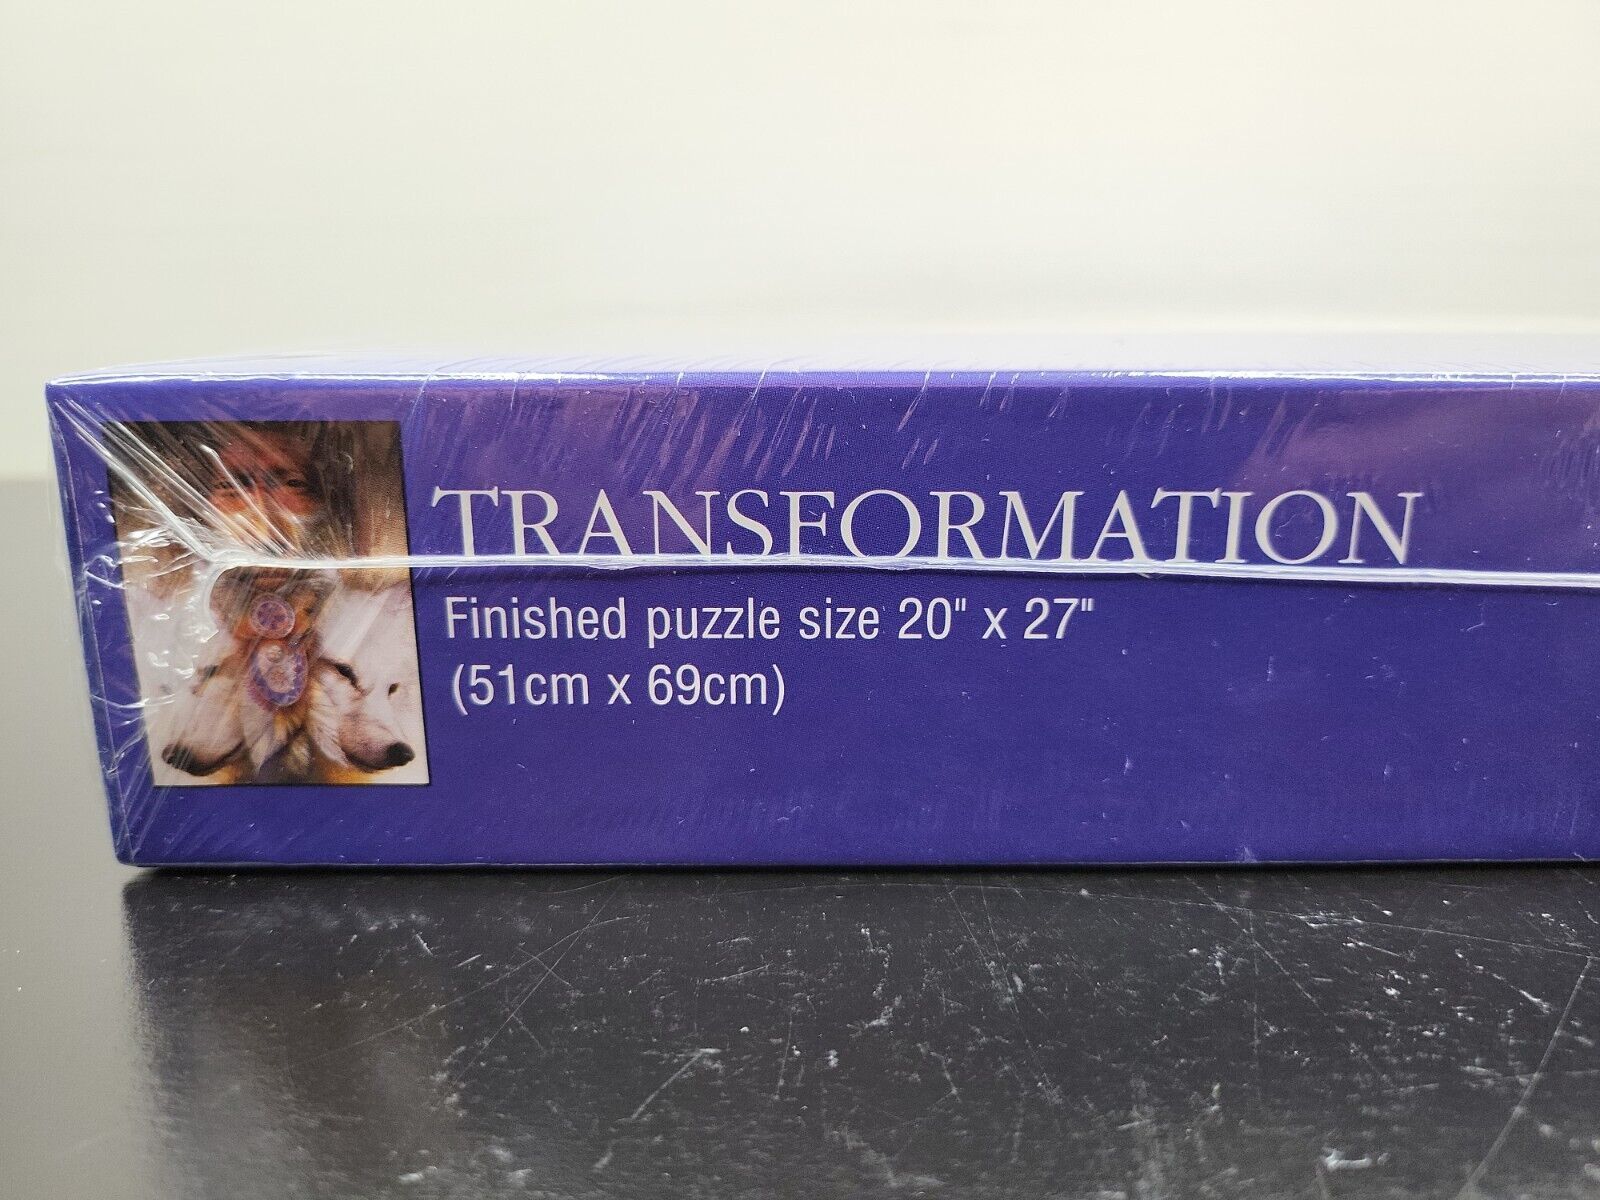 TRANSFORMATION
Finished puzzle size 20" x 27"
(51cm x 69cm)